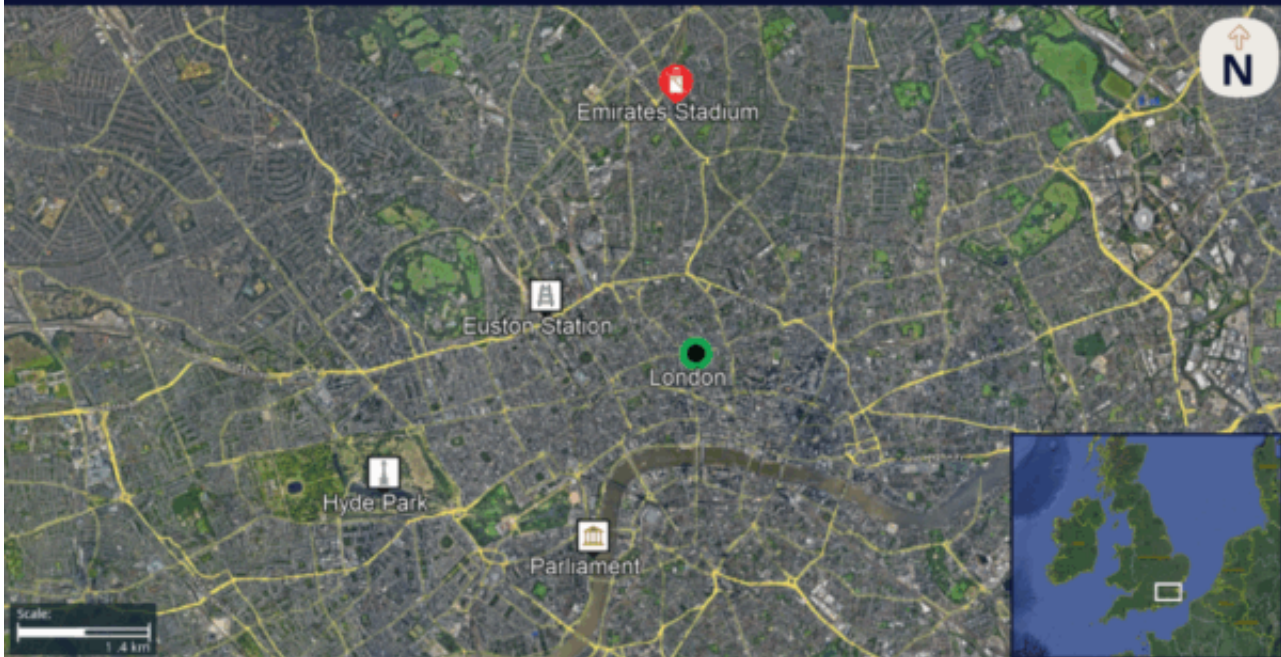 N
Emirates Stadium
Euston Station
London
Hyde Park
Parliament
Scale:
1.4 km